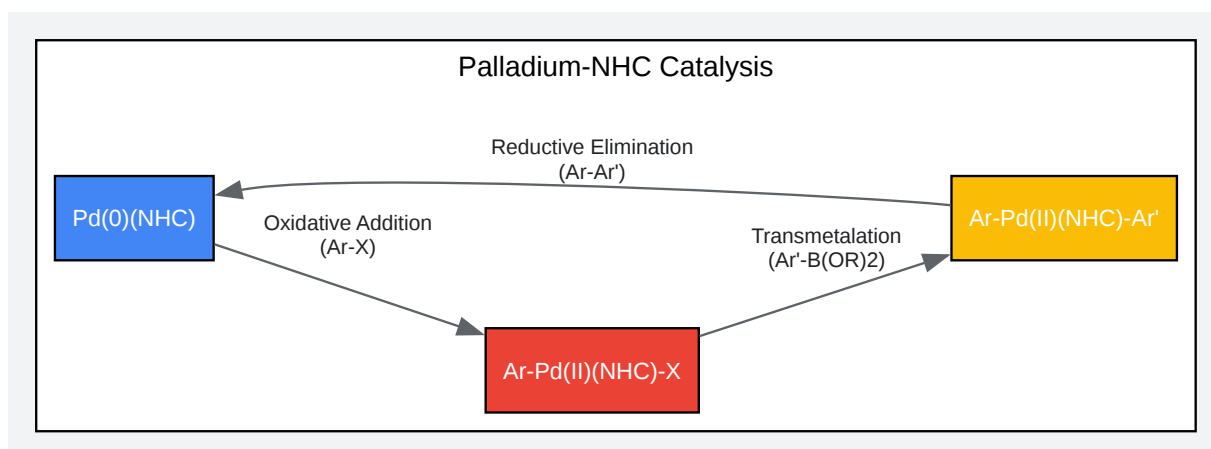 Palladium-NHC Catalysis
Reductive Elimination
(Ar-Ar')
Pd(0)(NHC)
Ar-Pd(II)(NHC)-Ar'
Oxidative Addition
(Ar-X)
Transmetalation
(Ar'-B(OR)2)
Ar-Pd(II)(NHC)-X